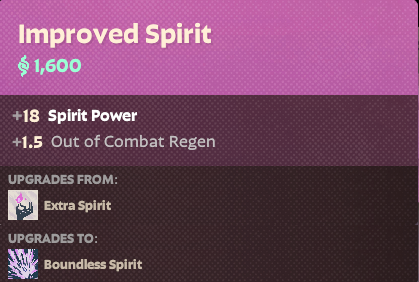 Improved Spirit
1,600
+18 Spirit Power
+1.5 Out of Combat Regen
UPGRADES FROM:
Extra Spirit
UPGRADES TO:
Boundless Spirit